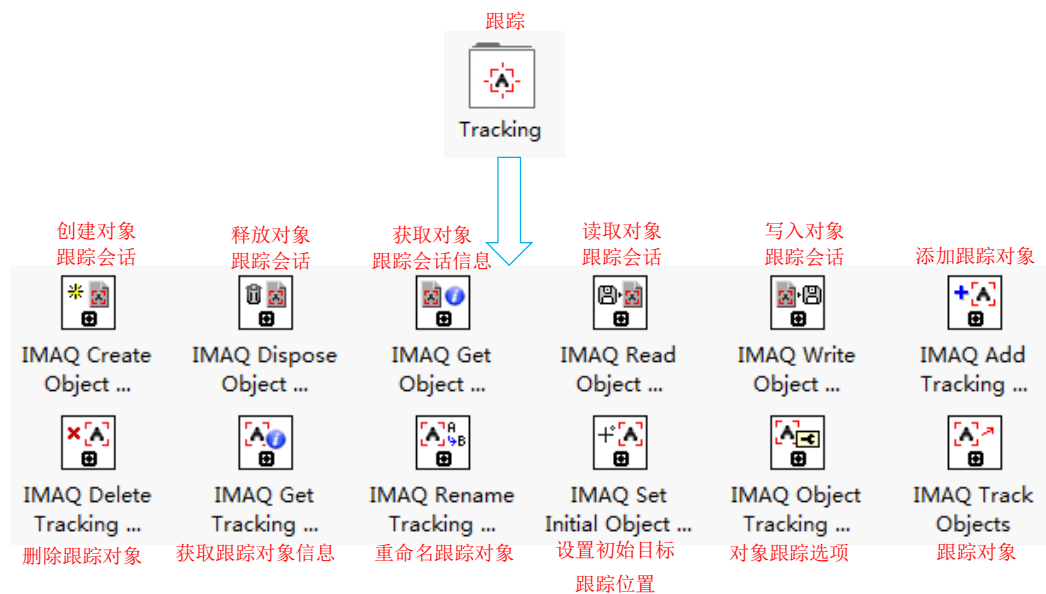 跟踪
Tracking
创建对象
跟踪会话
释放对象
跟踪会话
获取对象
跟踪会话信息
读取对象
跟踪会话
写入对象
跟踪会话
添加跟踪对象
IMAQ Create
Object ...
IMAQ Dispose
Object ...
IMAQ Get
Object ...
IMAQ Read
Object ...
IMAQ Write
Object ...
IMAQ Add
Tracking ...
IMAQ Delete
Tracking ...
IMAQ Get
Tracking ...
IMAQ Rename
Tracking ...
IMAQ Set
Initial Object ...
IMAQ Object
Tracking ...
IMAQ Track
Objects
删除跟踪对象
获取跟踪对象信息
重命名跟踪对象
设置初始目标
跟踪位置
对象跟踪选项
跟踪对象